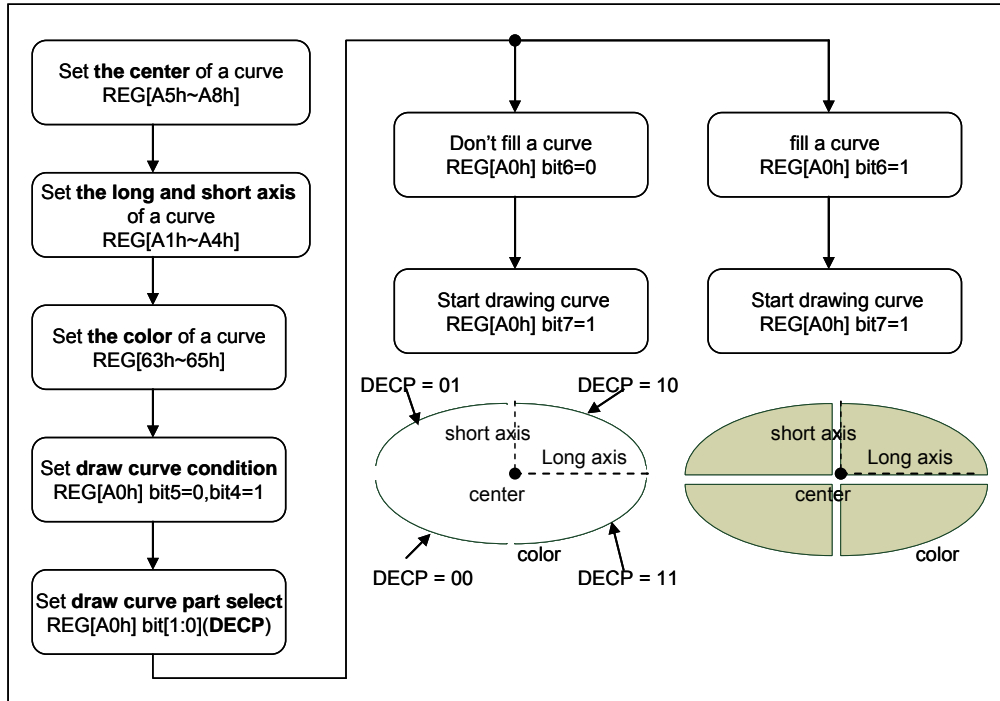 Set the center of a curve
REG[A5h~A8h]
Set the long and short axis
of a curve
REG[A1h~A4h]
Set the color of a curve
REG[63h~65h]
Set draw curve condition
REG[A0h] bit5=0,bit4=1
Set draw curve part select
REG[A0h] bit[1:0](DECP)
Don't fill a curve
REG[A0h] bit6=0
Start drawing curve
REG[A0h] bit7=1
fill a curve
REG[A0h] bit6=1
Start drawing curve
REG[A0h] bit7=1
DECP = 01
DECP = 10
short axis
Long axis
center
color
DECP = 00
DECP = 11
short axis
Long axis
center
color